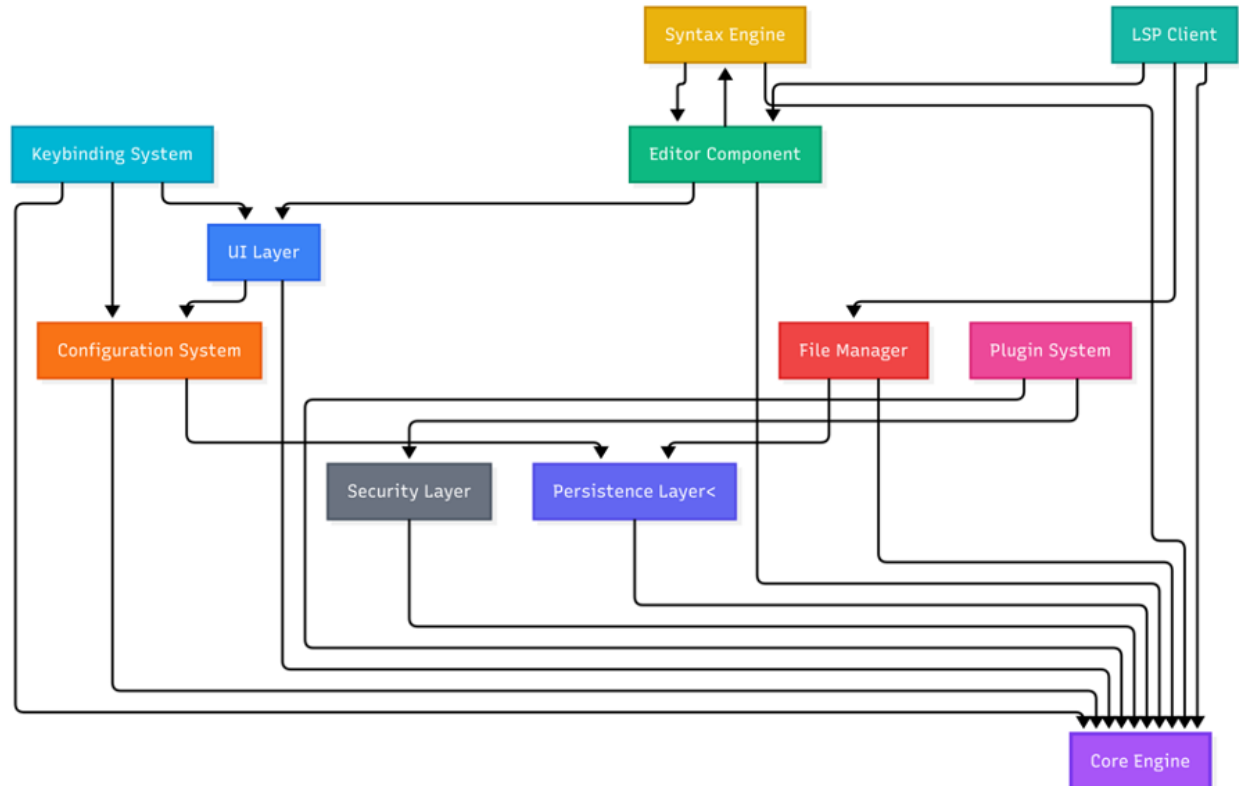 Syntax Engine
LSP Client
Keybinding System
Editor Component
UI Layer
Configuration System
File Manager
Plugin System
Security Layer
Persistence Layer<
Core Engine